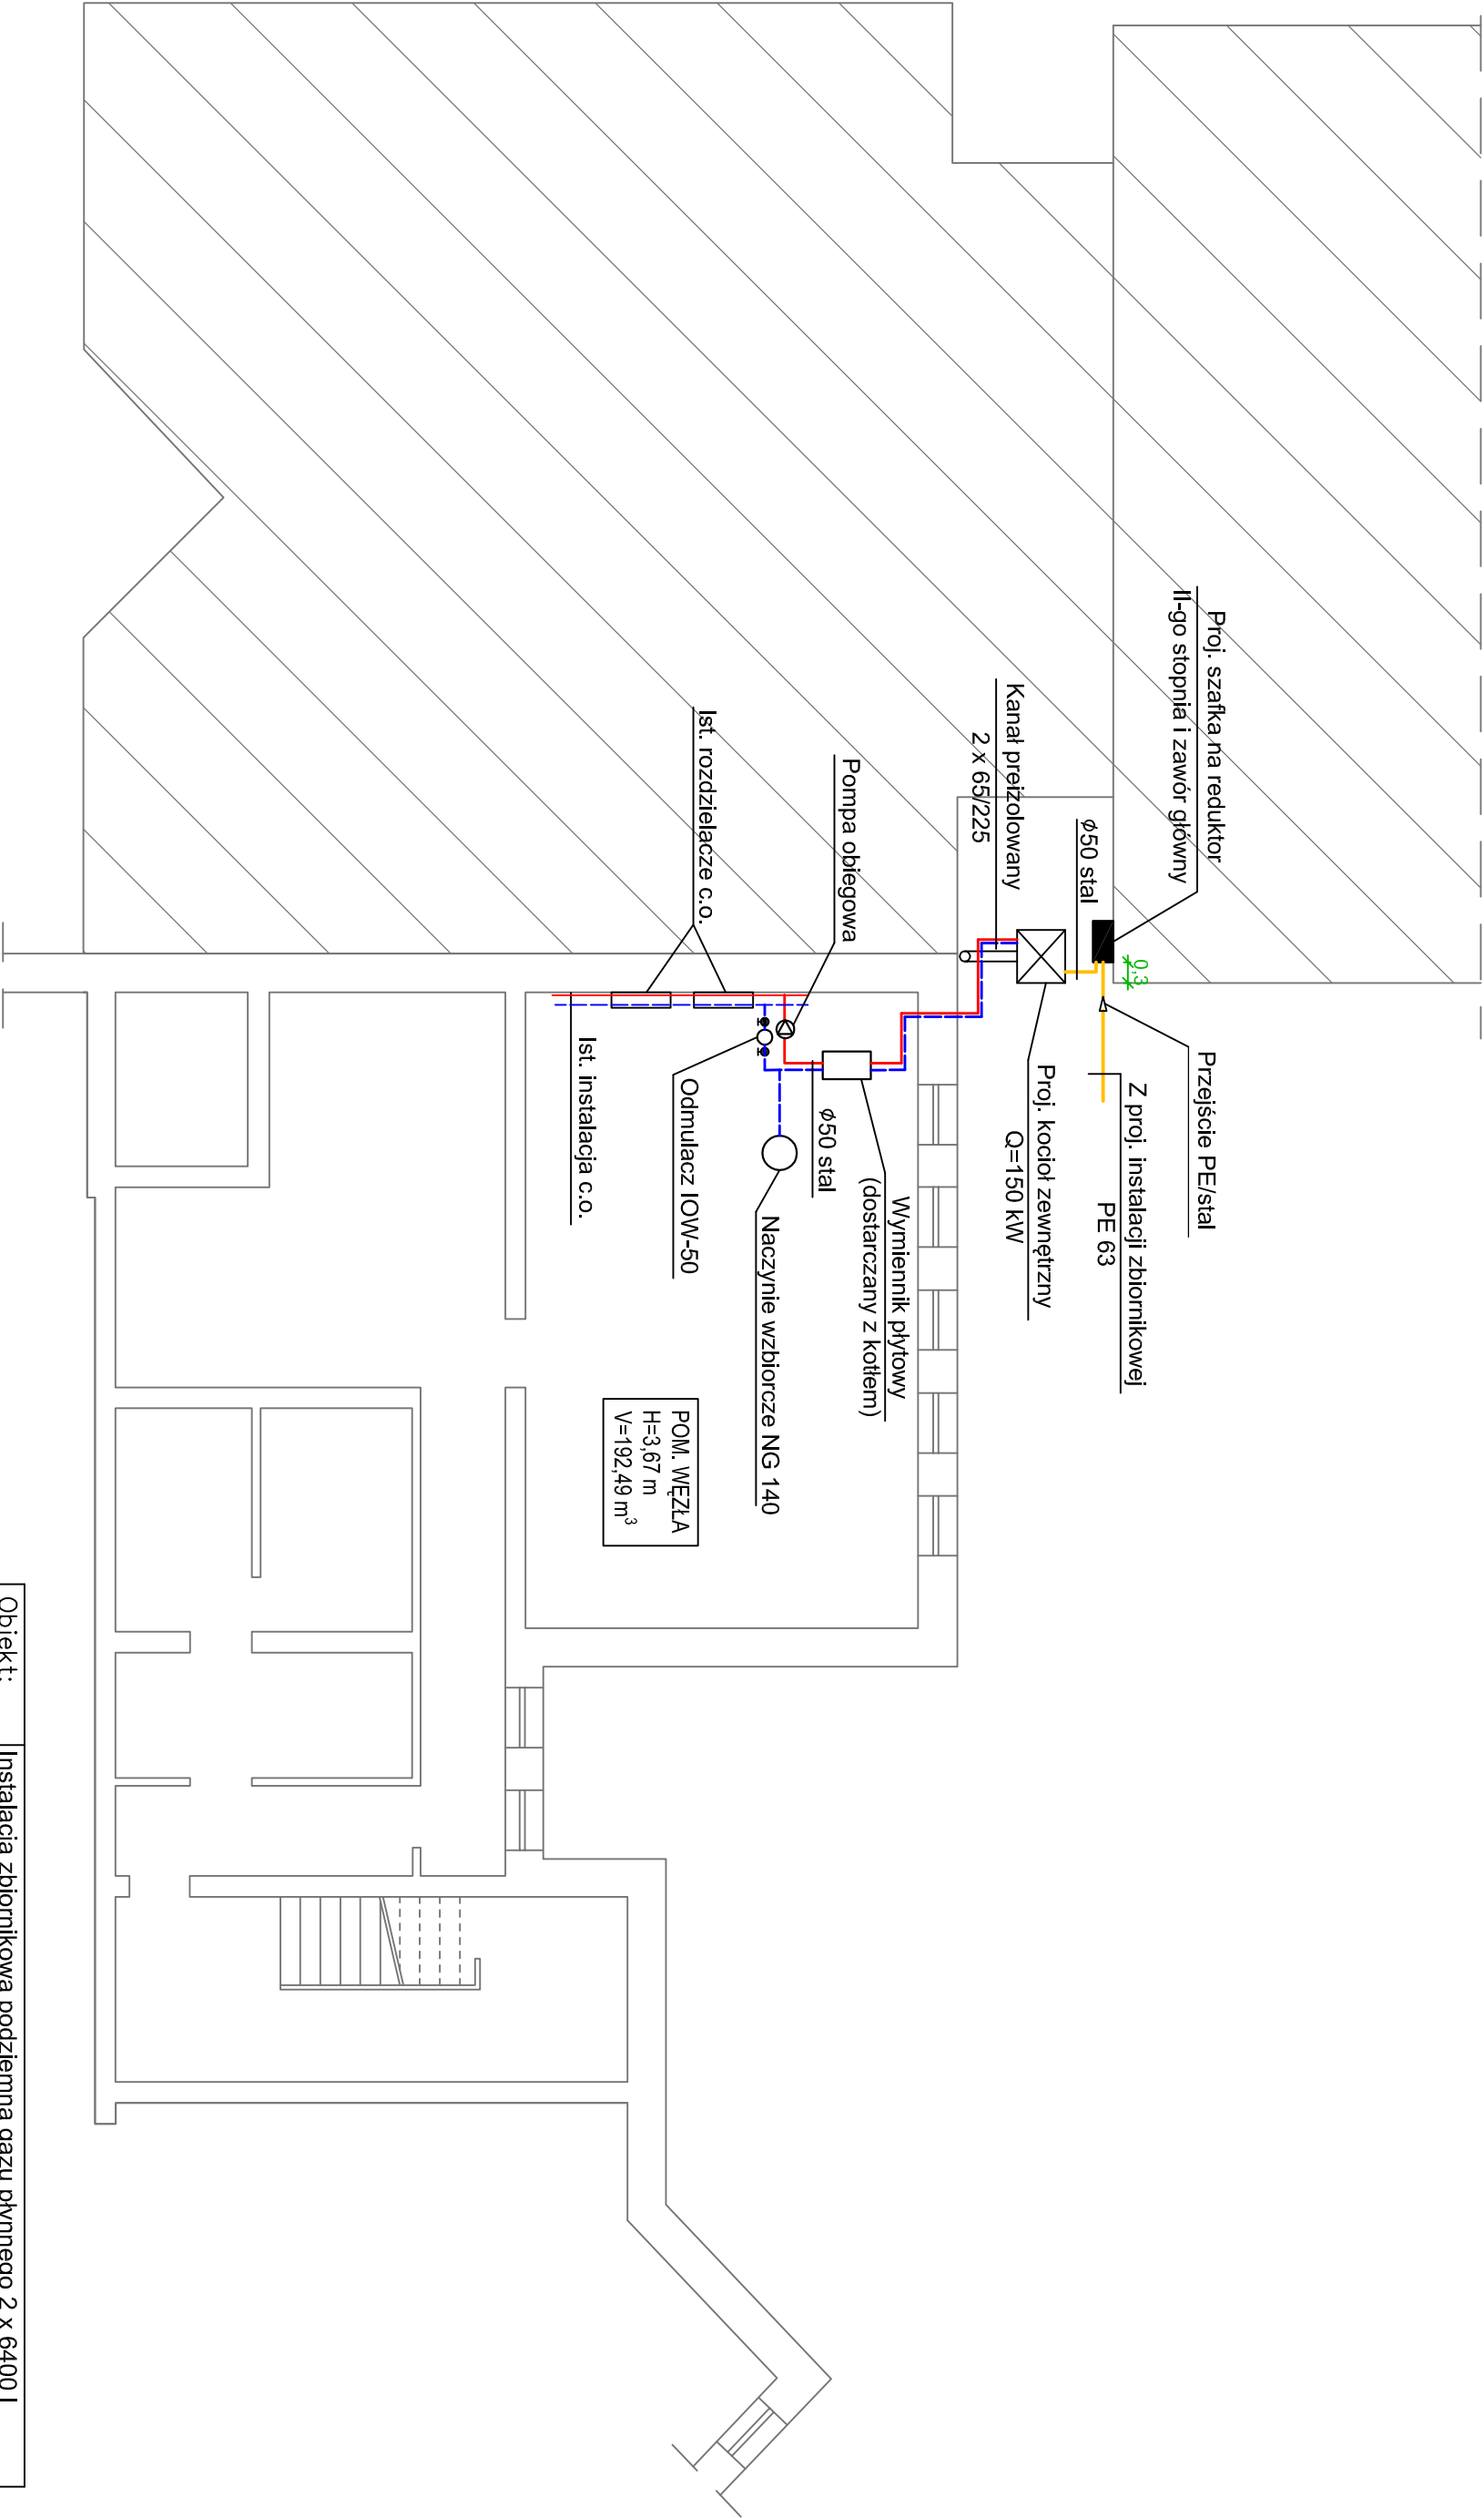 Proj. szafka na reduktor
II-go stopnia i zawór główny
Kanał preizolowany
2 x 65/225
ø50 stal
0,3
Pompa obiegowa
Ist. rozdzielacze c.o.
Przejście PE/stal
Z proj. instalacji zbiornikowej
PE 63
Proj. kocioł zewnętrzny
Q=150 kW
Wymiennik płytowy
(dostarczany z kotłem)
ø50 stal
Naczynie wzbiorcze NG 140
Odmulacz IOW-50
Ist. instalacja c.o.
POM. WĘZŁA
H=3,67 m
V=192,49 m³
Obiekt:
Instalacja zbiornikowa podziemna gazu płynnego 2 x 6400 l